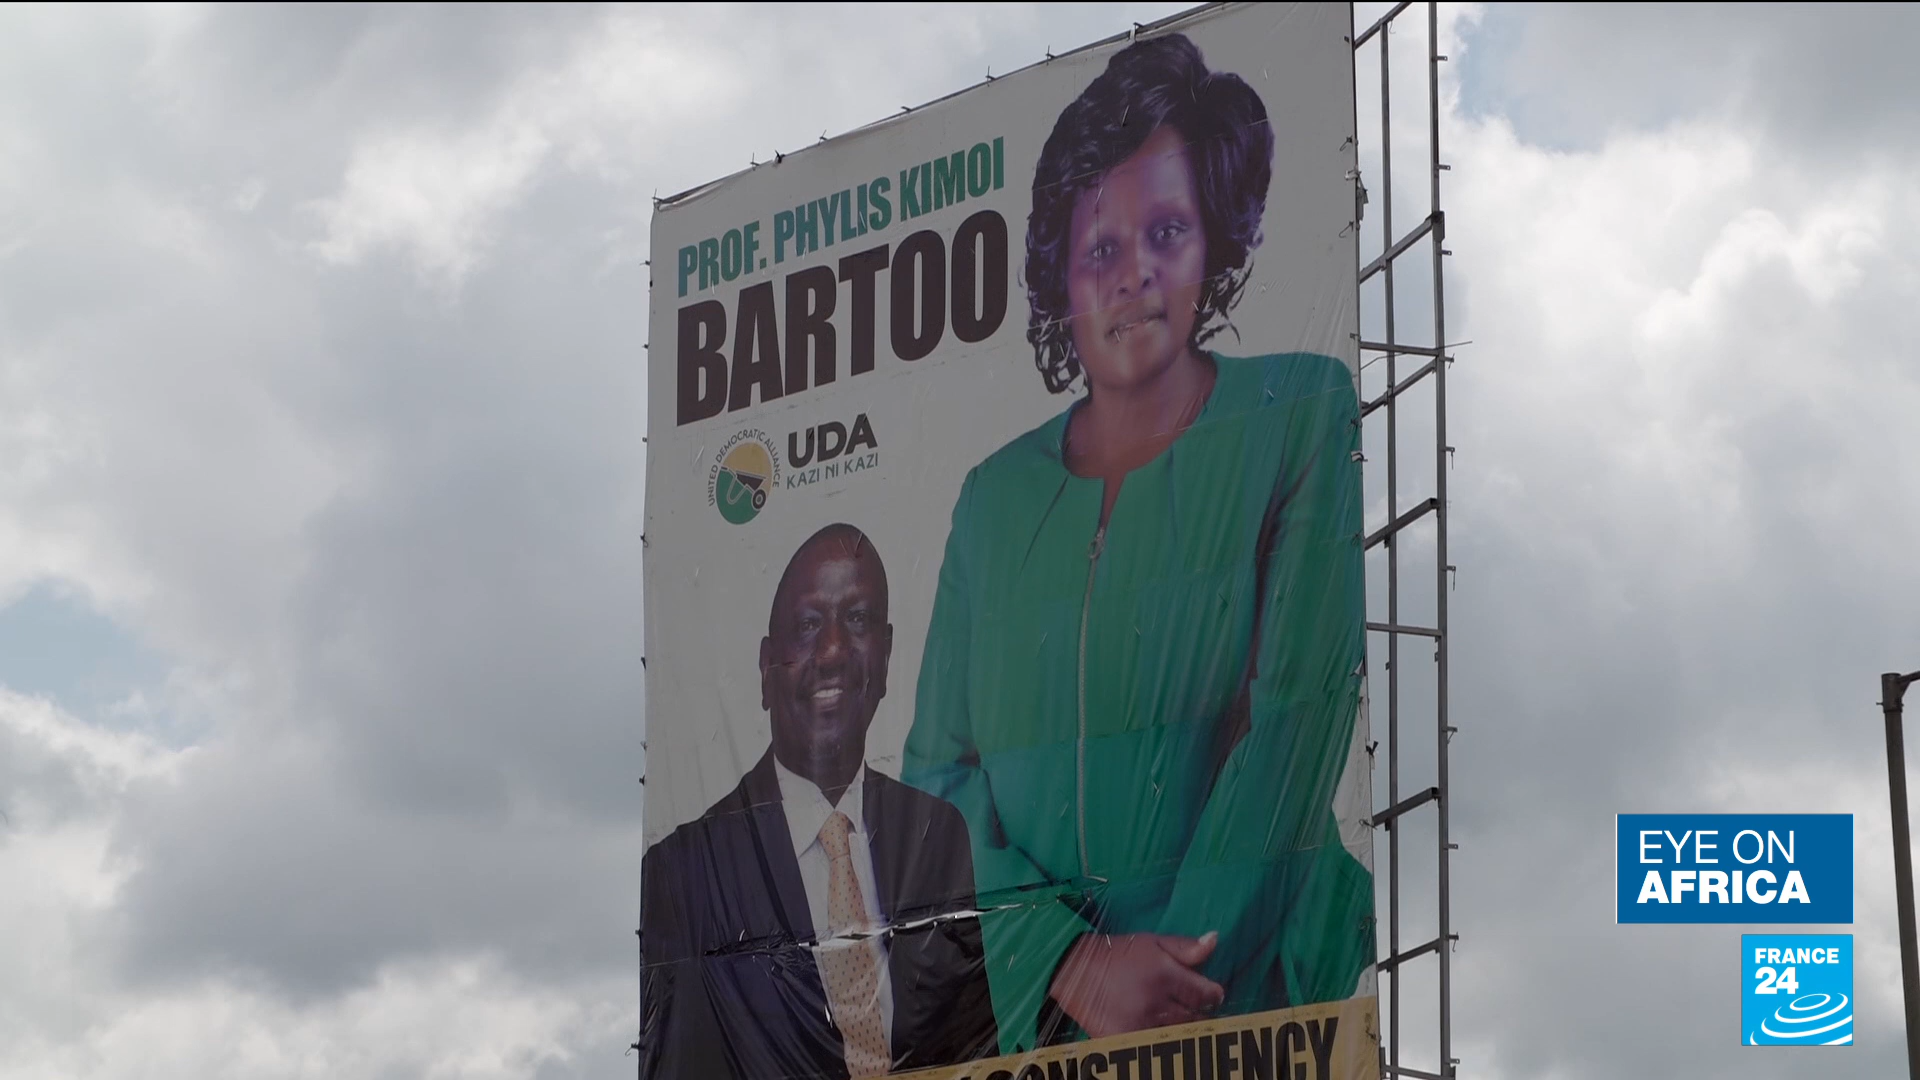 PROF. PHYLIS KIMOI
BARTOO
UNITED DEMOCRATIC ALLIANCE
UDA
KAZI NI KAZI
CONSTITUENCY
EYE ON
AFRICA
FRANCE
24